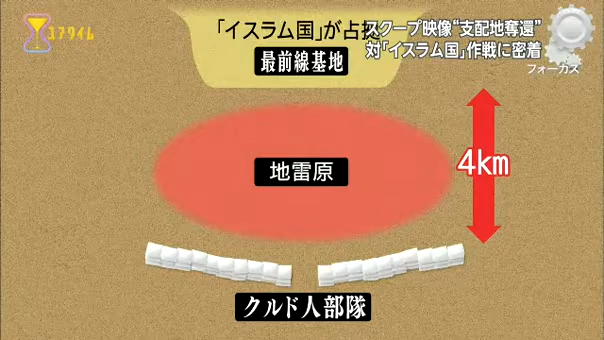 ユアタイム
「イスラム国」が占拠
スクープ映像“支配地奪還”
対「イスラム国」作戦に密着
フォーカス
最前線基地
地雷原
4km
クルド人部隊